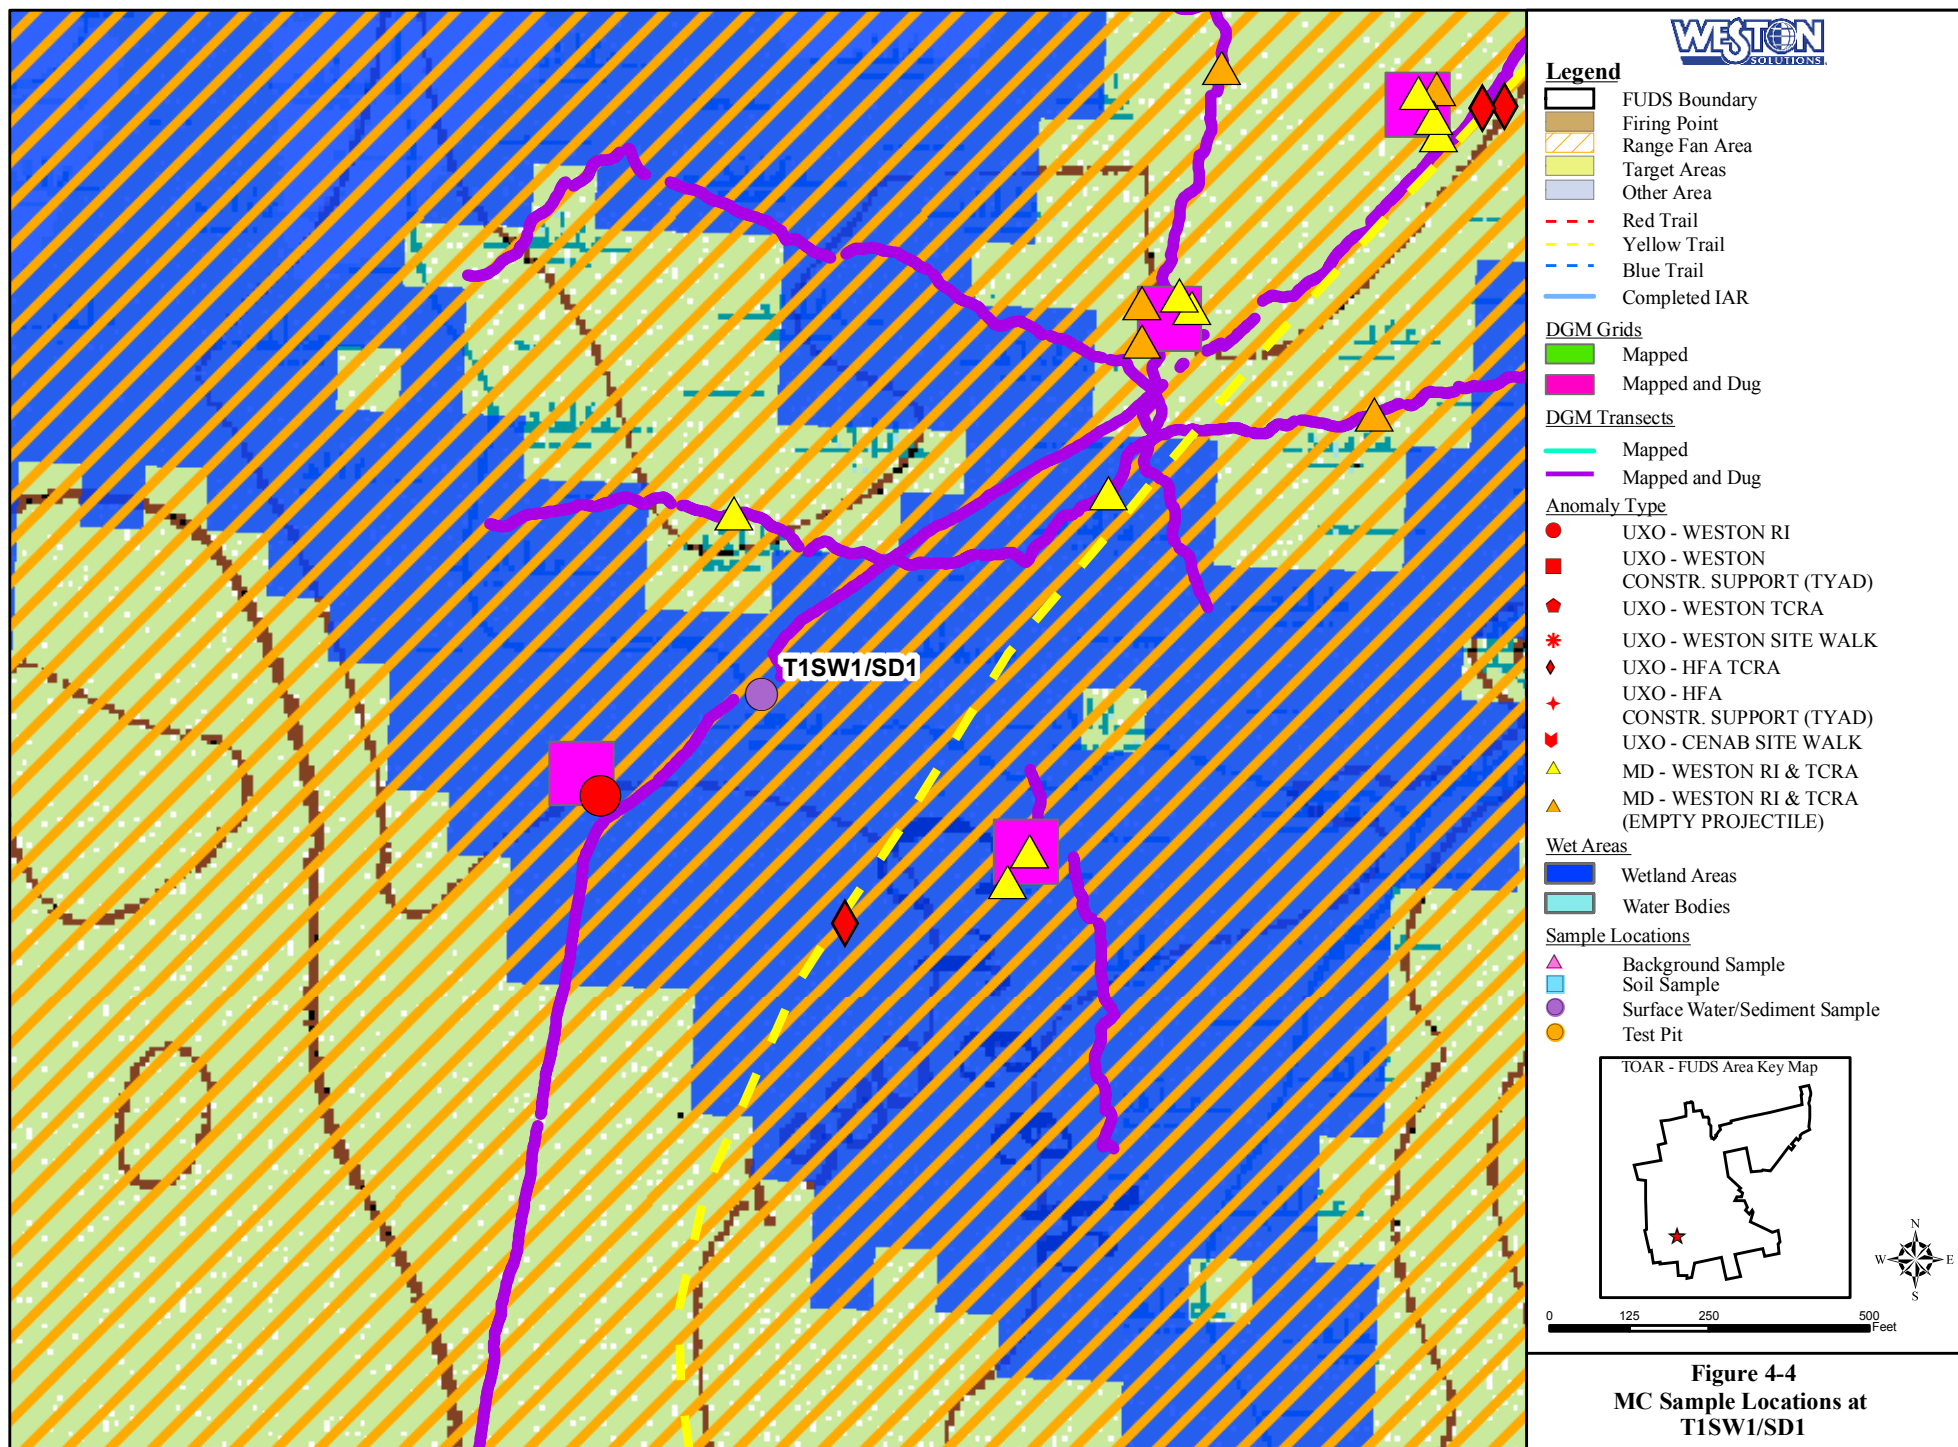 T1SW1/SD1
WESTON
SOLUTIONS
Legend
FUDS Boundary
Firing Point
Range Fan Area
Target Areas
Other Area
Red Trail
Yellow Trail
Blue Trail
Completed IAR
DGM Grids
Mapped
Mapped and Dug
DGM Transects
Mapped
Mapped and Dug
Anomaly Type
UXO - WESTON RI
UXO - WESTON
CONSTR. SUPPORT (TYAD)
UXO - WESTON TCRA
UXO - WESTON SITE WALK
UXO - HFA TCRA
UXO - HFA
CONSTR. SUPPORT (TYAD)
UXO - CENAB SITE WALK
MD - WESTON RI & TCRA
MD - WESTON RI & TCRA
(EMPTY PROJECTILE)
Wet Areas
Wetland Areas
Water Bodies
Sample Locations
Background Sample
Soil Sample
Surface Water/Sediment Sample
Test Pit
TOAR - FUDS Area Key Map
N
W E
S
0 125 250 500
Feet
Figure 4-4
MC Sample Locations at
T1SW1/SD1